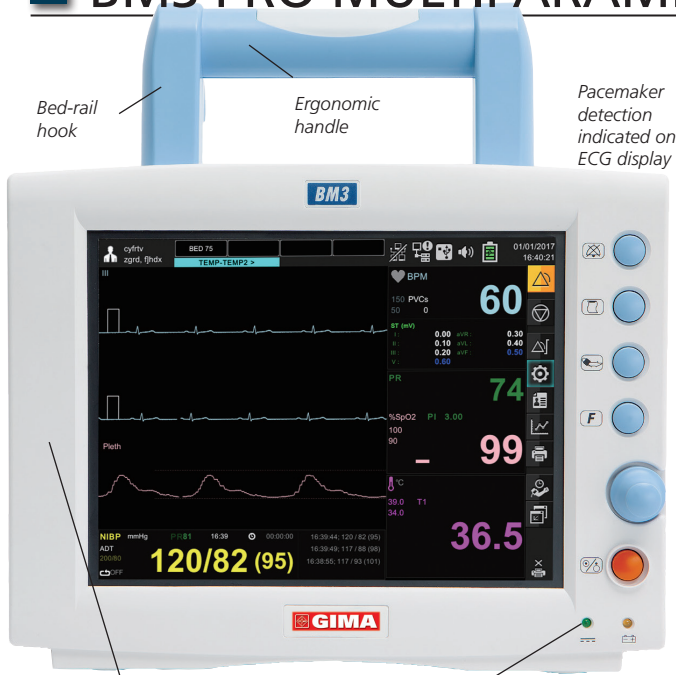 BM3 PRO MULTIPARAM
Bed-rail
hook
Ergonomic
handle
Pacemaker
detection
indicated on
ECG display
BM3
cyfrtv
zgrd, fjhdx
BED 75
TEMP-TEMP2 >
01/01/2017
16:40:21
III
BPM
150 PVCs
50 0
60
ST (mV)
I : 0.00 aVR : 0.30
II : 0.10 aVL : 0.40
III : 0.20 aVF : 0.50
V : 0.60
PR
74
%SpO2 PI 3.00
100
90
99
Pleth
°C
39.0 T1
34.0
36.5
NIBP mmHg PR81 16:39 00:00:00
ADT
200/80
OFF
120/82 (95)
16:39:44; 120 / 82 (95)
16:39:49; 117 / 88 (98)
16:38:55; 117 / 93 (101)
F
GIMA